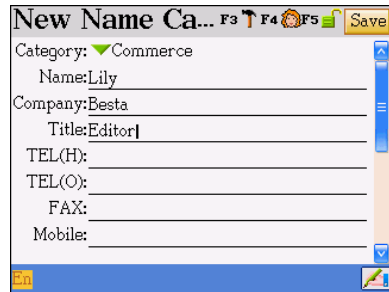 New Name Ca... F3 F4 F5 Save
Category: Commerce
Name:Lily
Company:Besta
Title:Editor
TEL(H):
TEL(O):
FAX:
Mobile:
En